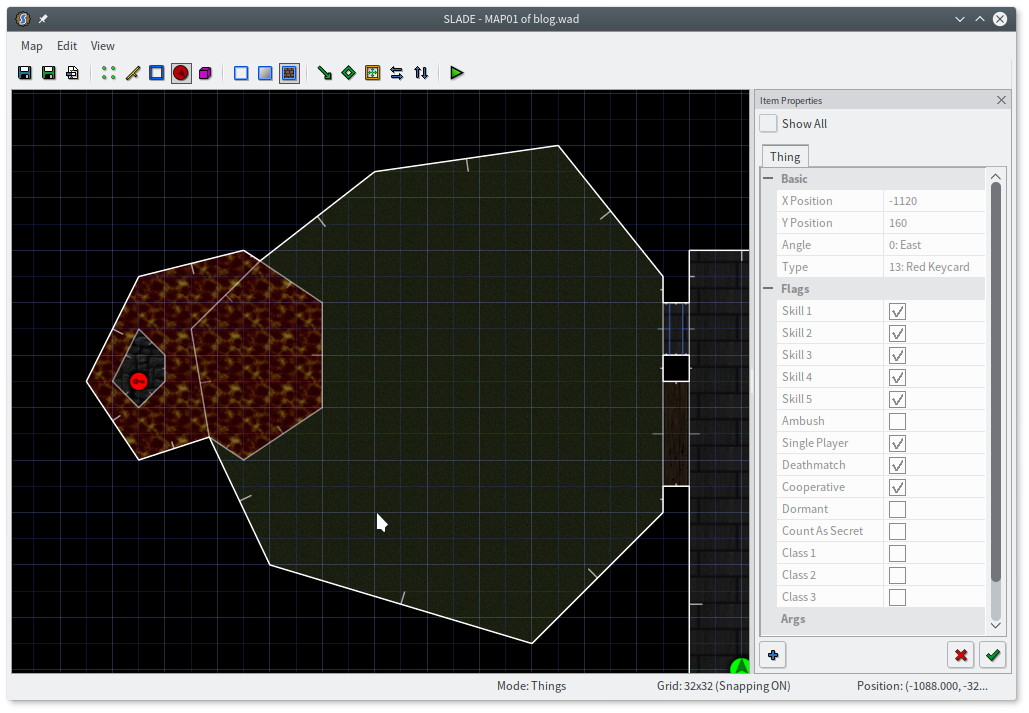 SLADE - MAP01 of blog.wad
Map Edit View
Item Properties
Show All
Thing
Basic
X Position -1120
Y Position 160
Angle 0: East
Type 13: Red Keycard
Flags
Skill 1
Skill 2
Skill 3
Skill 4
Skill 5
Ambush
Single Player
Deathmatch
Cooperative
Dormant
Count As Secret
Class 1
Class 2
Class 3
Args
Mode: Things Grid: 32x32 (Snapping ON) Position: (-1088.000, -32...